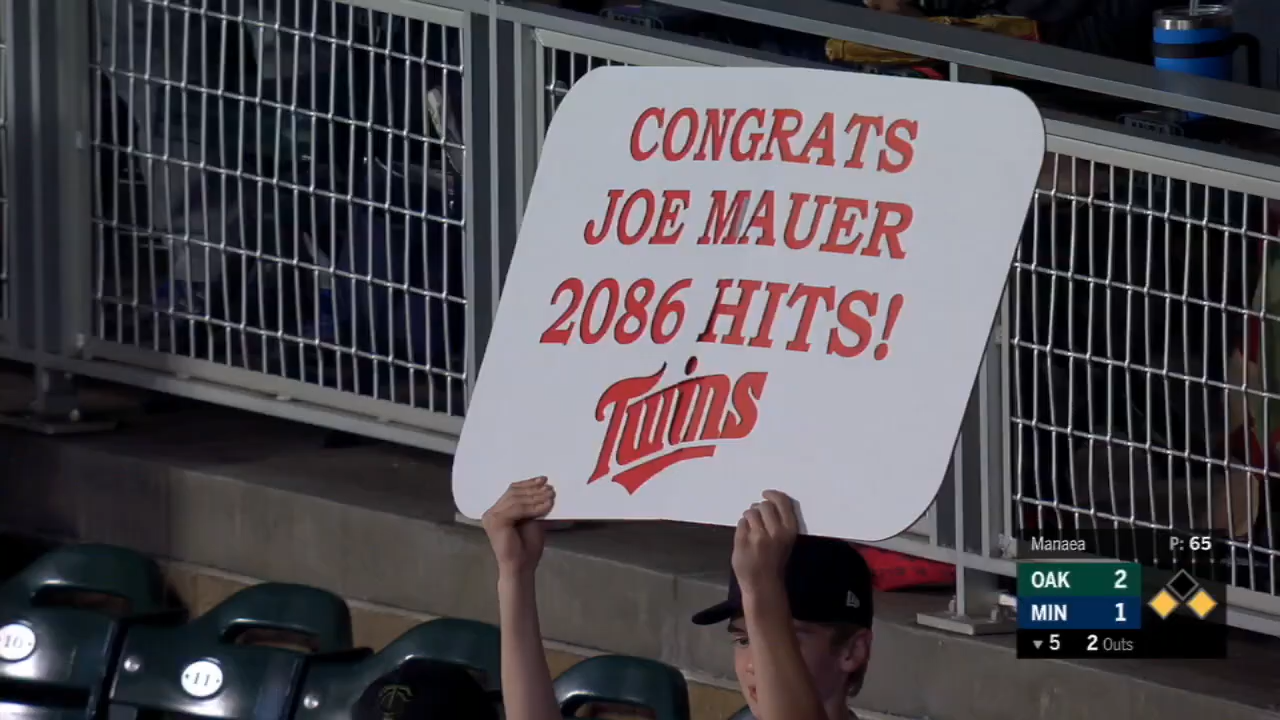 CONGRATS
JOE MAUER
2086 HITS!
Twins
Manaea P: 65
OAK 2
MIN 1
▼ 5 2 Outs
10
11